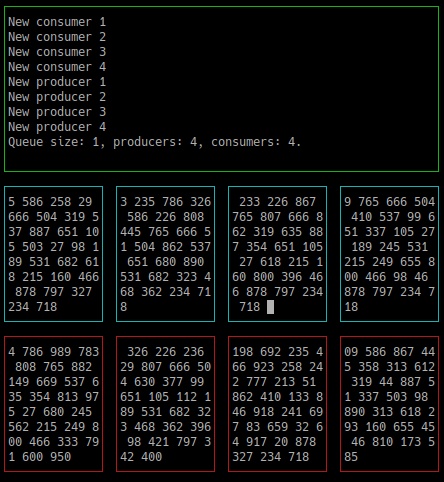 New consumer 1
New consumer 2
New consumer 3
New consumer 4
New producer 1
New producer 2
New producer 3
New producer 4
Queue size: 1, producers: 4, consumers: 4.
5 586 258 29
666 504 319 5
37 887 651 10
5 503 27 98 1
89 531 682 61
8 215 160 466
878 797 327
234 718
3 235 786 326
586 226 808
445 765 666 5
1 504 862 537
651 680 890
531 682 323 4
68 362 234 71
8
233 226 867
765 807 666 8
62 319 635 88
7 354 651 105
27 618 215 1
60 800 396 46
6 878 797 234
718
9 765 666 504
410 537 99 6
51 337 105 27
189 245 531
215 249 655 8
00 466 98 46
878 797 234 7
18
4 786 989 783
808 765 882
149 669 537 6
35 354 813 97
5 27 680 245
562 215 249 8
00 466 333 79
1 600 950
326 226 236
29 807 666 50
4 630 377 99
651 105 112 1
89 531 682 32
3 468 362 396
98 421 797 3
42 400
198 692 235 4
66 923 258 24
2 777 213 51
862 410 133 8
46 918 241 69
7 83 659 32 6
4 917 20 878
327 234 718
09 586 867 44
5 358 313 612
319 44 887 5
1 337 503 98
890 313 618 2
93 160 655 45
46 810 173 5
85